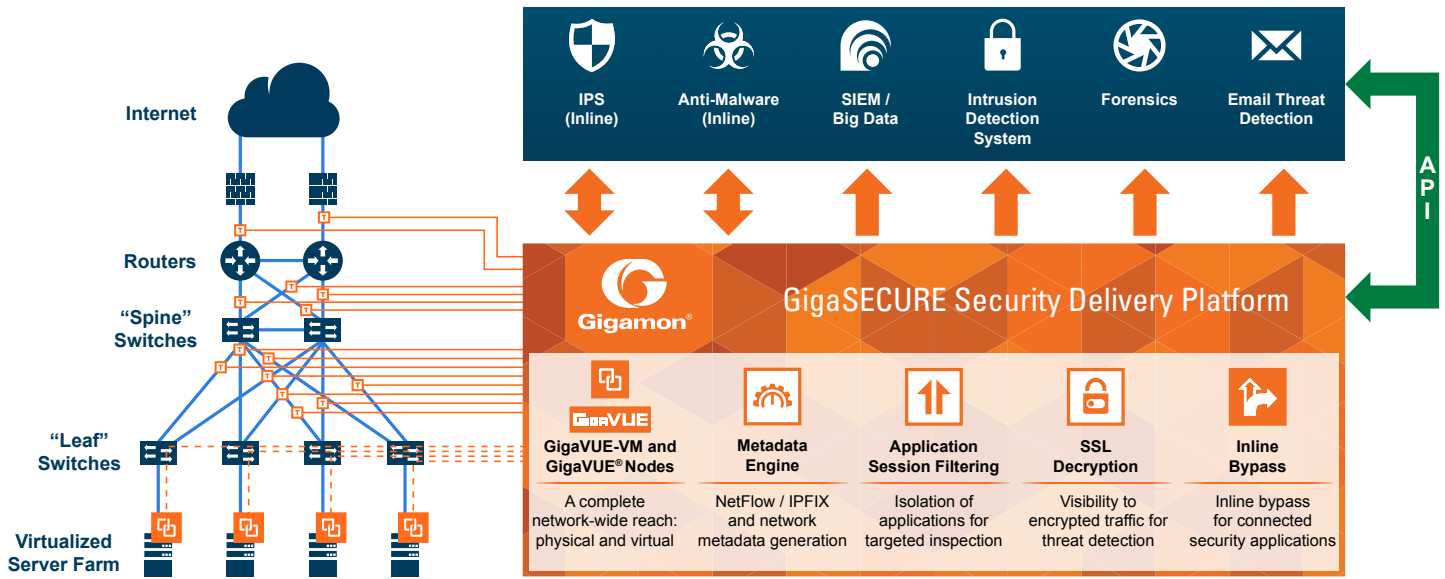 Internet
Routers
“Spine”
Switches
“Leaf”
Switches
Virtualized
Server Farm
T
T
T
T
T
T
T
T
T
T
T
T
T
T
IPS
(Inline)
Anti-Malware
(Inline)
SIEM /
Big Data
Intrusion
Detection
System
Forensics
Email Threat
Detection
API
Gigamon®
GigaSECURE Security Delivery Platform
GigaVUE
GigaVUE-VM and
GigaVUE® Nodes
A complete
network-wide reach:
physical and virtual
Metadata
Engine
NetFlow / IPFIX
and network
metadata generation
Application
Session Filtering
Isolation of
applications for
targeted inspection
SSL
Decryption
Visibility to
encrypted traffic for
threat detection
Inline
Bypass
Inline bypass
for connected
security applications